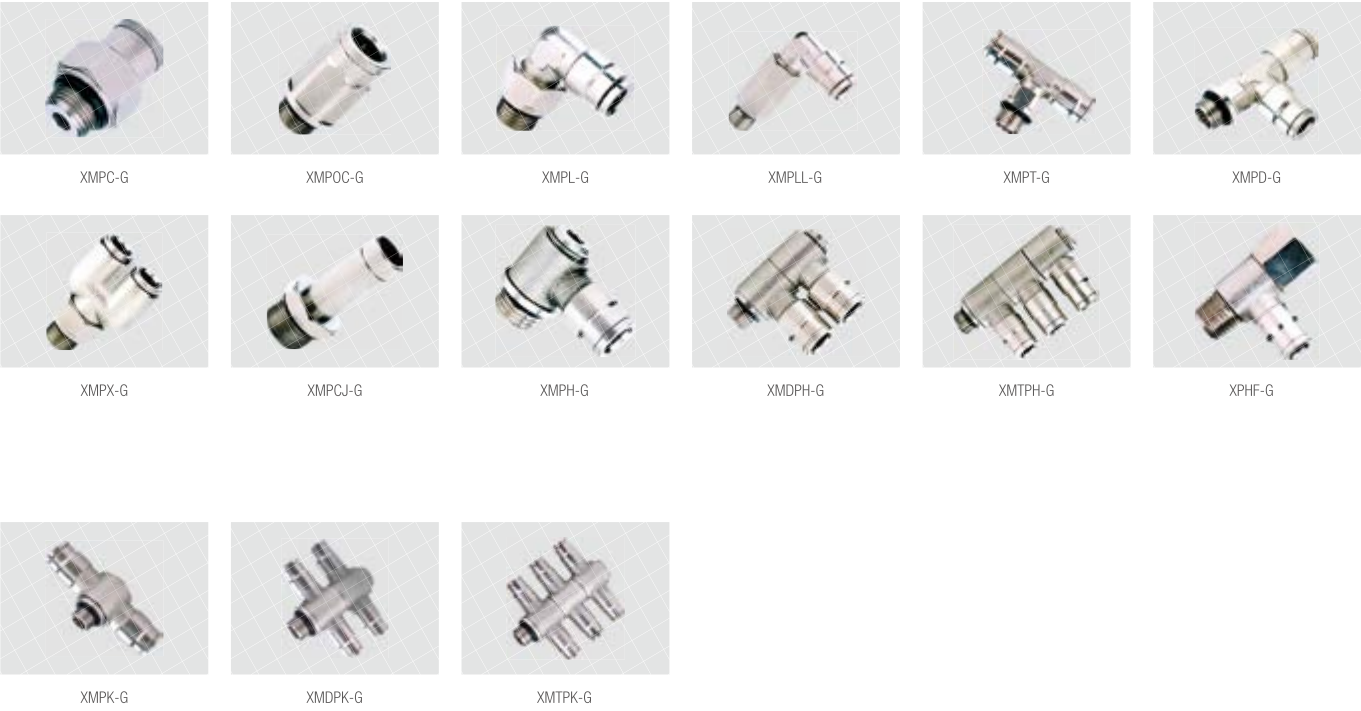 XMPC-G
XMPOC-G
XMPL-G
XMPLL-G
XMPT-G
XMPD-G
XMPX-G
XMPCJ-G
XMPH-G
XMDPH-G
XMTPH-G
XPHF-G
XMPK-G
XMDPK-G
XMTPK-G